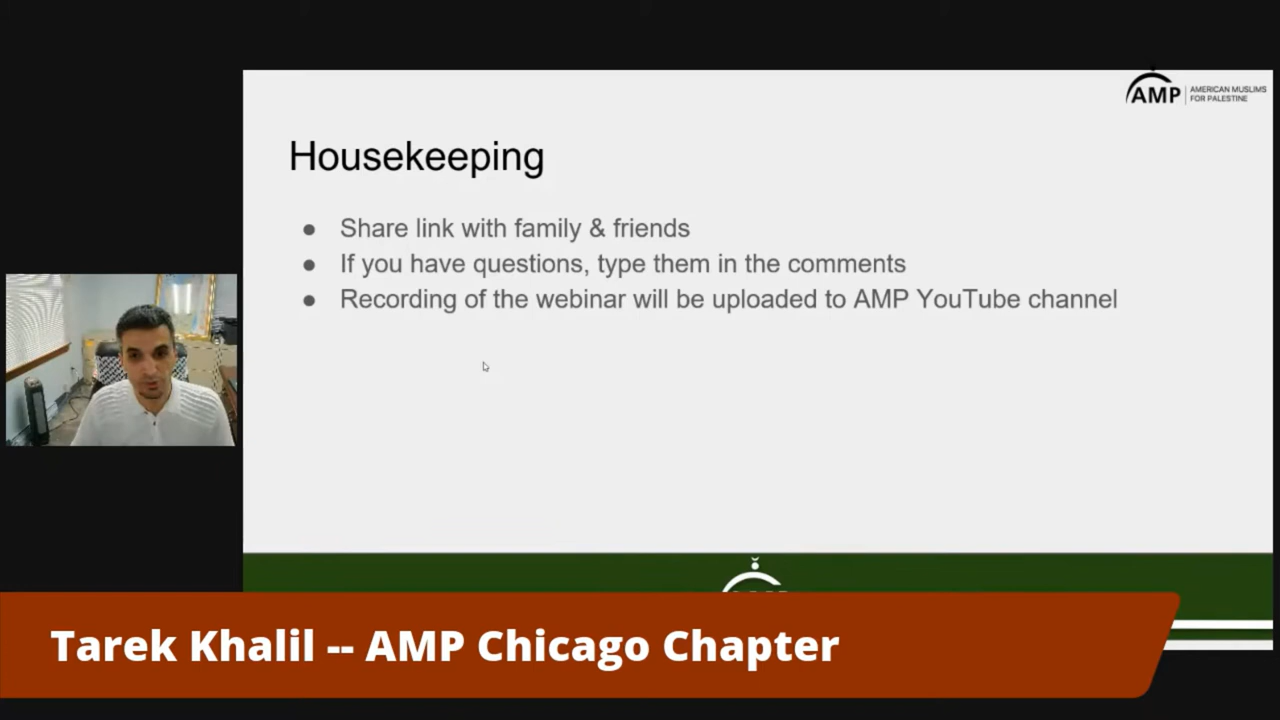 AMP
AMERICAN MUSLIMS
FOR PALESTINE
Housekeeping
● Share link with family & friends
● If you have questions, type them in the comments
● Recording of the webinar will be uploaded to AMP YouTube channel
Tarek Khalil -- AMP Chicago Chapter